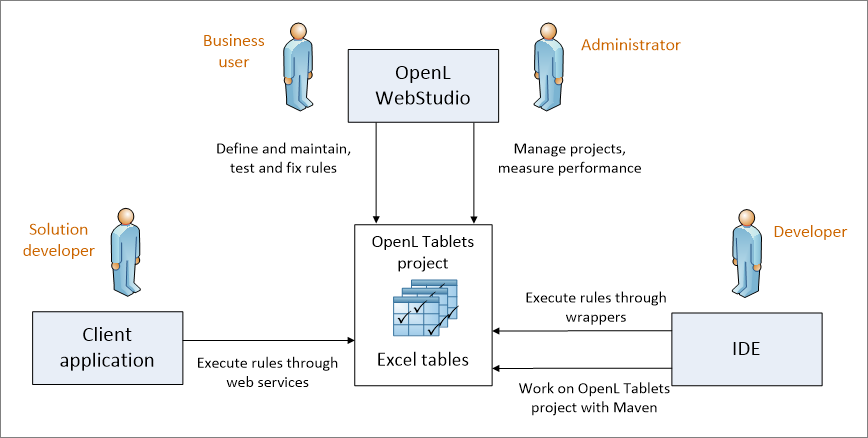 Business
user
OpenL
WebStudio
Administrator
Define and maintain,
test and fix rules
Manage projects,
measure performance
Solution
developer
OpenL Tablets
project
Excel tables
Developer
Client
application
Execute rules through
web services
Execute rules through
wrappers
IDE
Work on OpenL Tablets
project with Maven